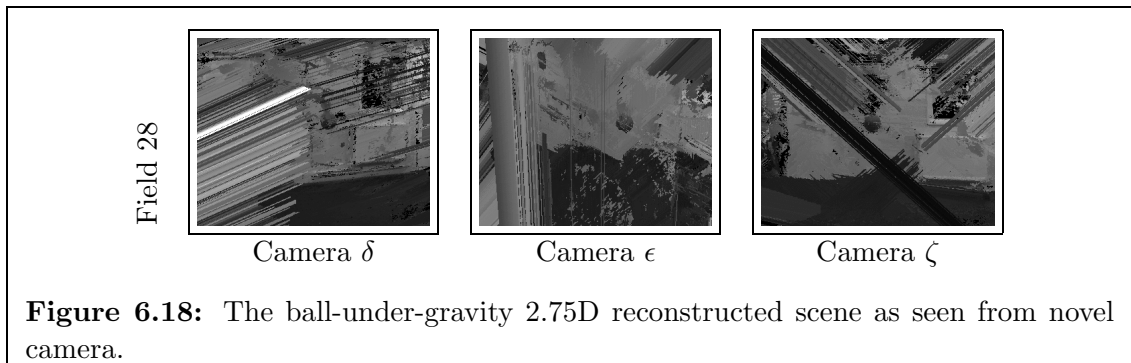 Field 28
Camera δ
Camera ϵ
Camera ζ
Figure 6.18: The ball-under-gravity 2.75D reconstructed scene as seen from novel
camera.